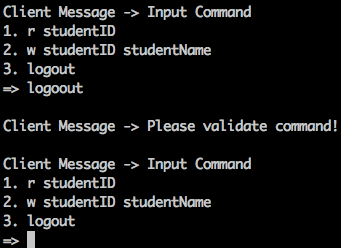 Client Message -> Input Command
1. r studentID
2. w studentID studentName
3. logout
=> logoout
Client Message -> Please validate command!
Client Message -> Input Command
1. r studentID
2. w studentID studentName
3. logout
=>